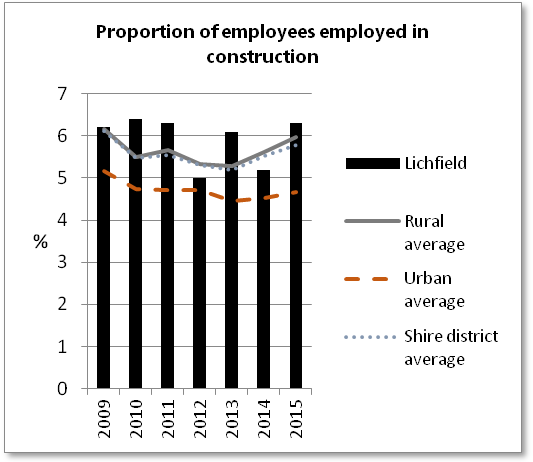 Proportion of employees employed in
construction
7
6
5
4
3
2
1
0
%
2009
2010
2011
2012
2013
2014
2015
Lichfield
Rural
average
Urban
average
Shire district
average